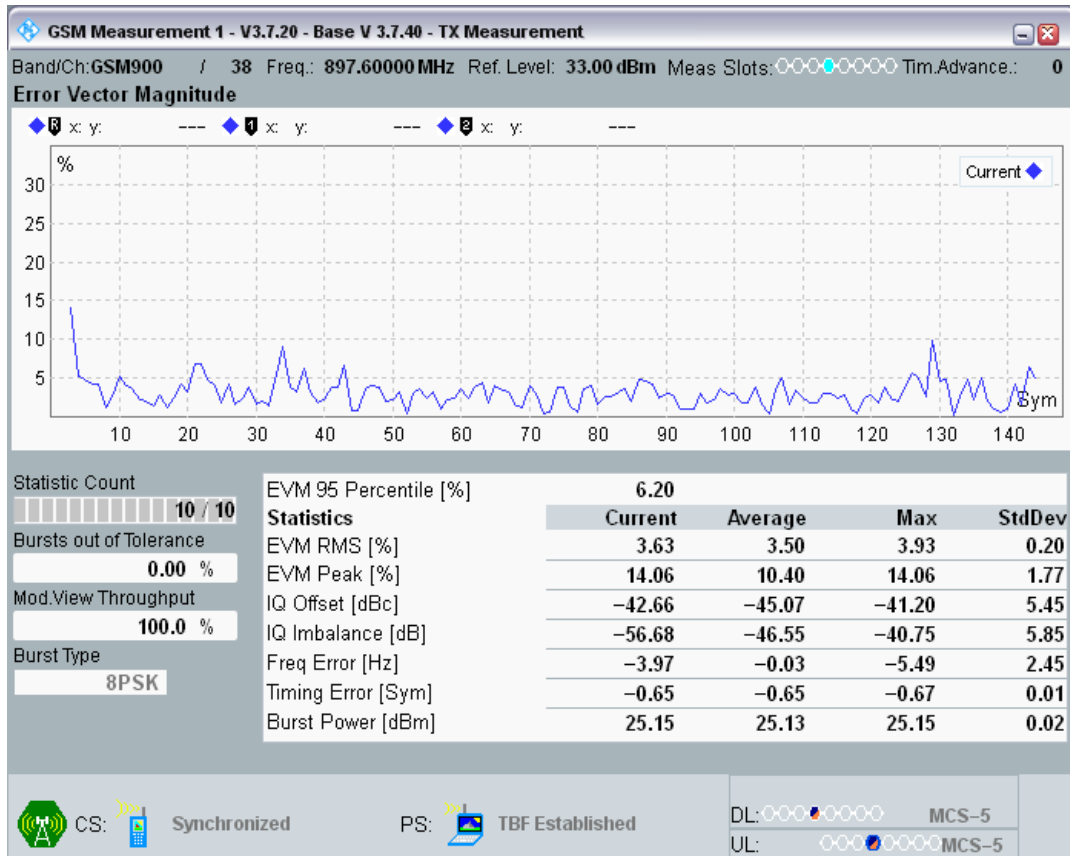 GSM Measurement 1 - V3.7.20 - Base V 3.7.40 - TX Measurement
Band/Ch:GSM900 / 38 Freq.: 897.60000 MHz Ref. Level: 33.00 dBm Meas Slots: Tim.Advance.: 0
Error Vector Magnitude
R x: y: --- 1 x: y: --- 2 x: y: ---
%
Current
30
25
20
15
10
5
Sym
10 20 30 40 50 60 70 80 90 100 110 120 130 140
Statistic Count
10 / 10
Bursts out of Tolerance
0.00 %
Mod.View Throughput
100.0 %
Burst Type
8PSK
EVM 95 Percentile [%] 6.20
Statistics Current Average Max StdDev
EVM RMS [%] 3.63 3.50 3.93 0.20
EVM Peak [%] 14.06 10.40 14.06 1.77
IQ Offset [dBc] −42.66 −45.07 −41.20 5.45
IQ Imbalance [dB] −56.68 −46.55 −40.75 5.85
Freq Error [Hz] −3.97 −0.03 −5.49 2.45
Timing Error [Sym] −0.65 −0.65 −0.67 0.01
Burst Power [dBm] 25.15 25.13 25.15 0.02
CS: Synchronized PS: TBF Established
DL: MCS−5
UL: MCS−5